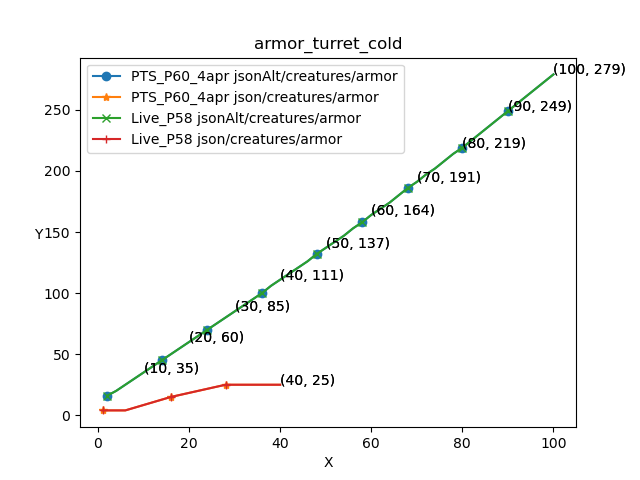 armor_turret_cold
PTS_P60_4apr jsonAlt/creatures/armor
PTS_P60_4apr json/creatures/armor
Live_P58 jsonAlt/creatures/armor
Live_P58 json/creatures/armor
(100, 279)
(90, 249)
(80, 219)
(70, 191)
(60, 164)
(50, 137)
(40, 111)
(30, 85)
(20, 60)
(10, 35)
(40, 25)
250
200
150
100
50
0
Y
0 20 40 60 80 100
X